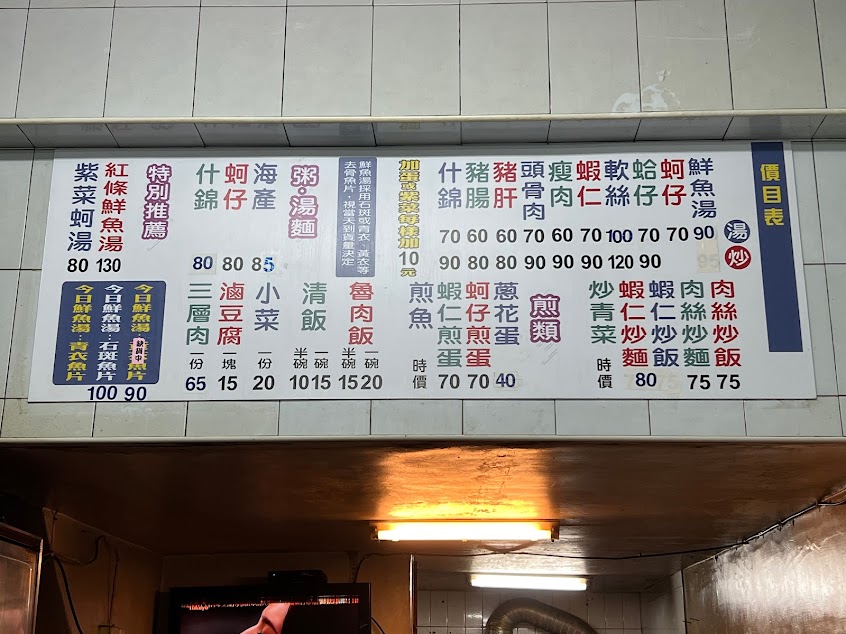 價目表
湯
炒
鮮魚湯 90
蚵仔 70
蛤仔 70 90
軟絲 100 120
蝦仁 70 90
瘦肉 60 90
頭骨肉 70 90
豬肝 60 80
豬腸 60 80
什錦 70 90
加蛋或紫菜每樣加10元
肉絲炒飯 75
肉絲炒麵 75
蝦仁炒飯 80
蝦仁炒麵
炒青菜 時價
煎類
蔥花蛋 40
蚵仔煎蛋 70
蝦仁煎蛋 70
煎魚 時價
鮮魚湯採用石斑或青衣、黃衣等
去骨魚片，視當天到貨量決定
粥·湯麵
海產 85
蚵仔 80
什錦 80
魯肉飯 一碗 20 半碗 15
清飯 一碗 15 半碗 10
小菜 一份 20
滷豆腐 一塊 15
三層肉 一份 65
特別推薦
紅條鮮魚湯 130
紫菜蚵湯 80
今日鮮魚湯：魚片 90
今日鮮魚湯：石斑魚片 100
今日鮮魚湯：青衣魚片